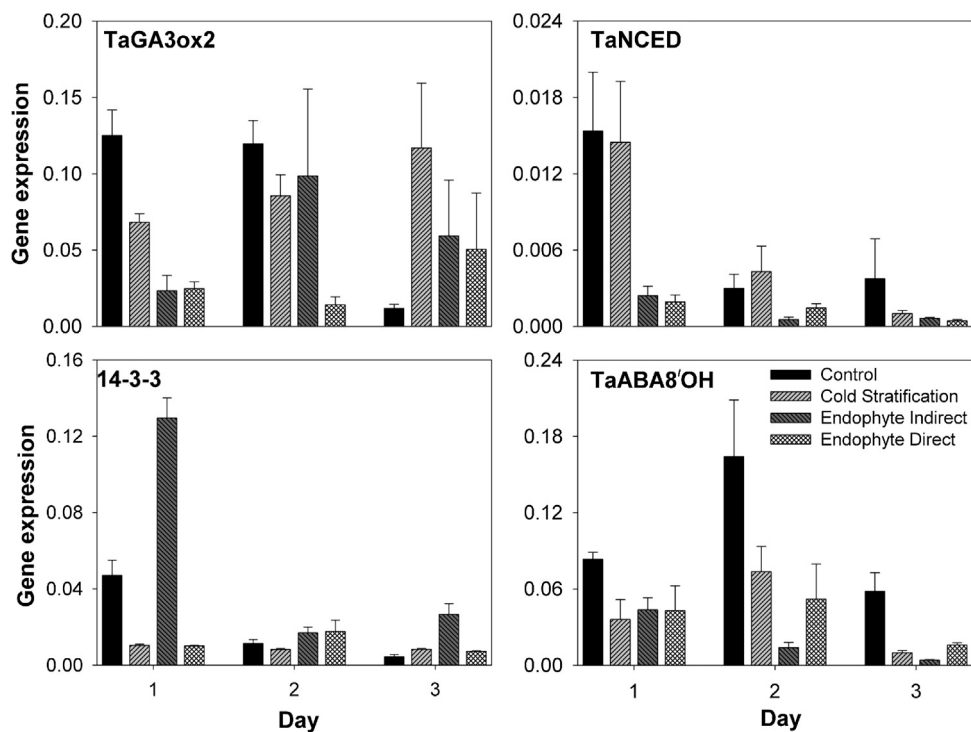 TaGA3ox2
Gene expression
0.20
0.15
0.10
0.05
0.00
TaNCED
0.024
0.018
0.012
0.006
0.000
14-3-3
Gene expression
0.16
0.12
0.08
0.04
0.00
1 2 3
Day
TaABA8′OH
Control
Cold Stratification
Endophyte Indirect
Endophyte Direct
0.24
0.18
0.12
0.06
0.00
1 2 3
Day